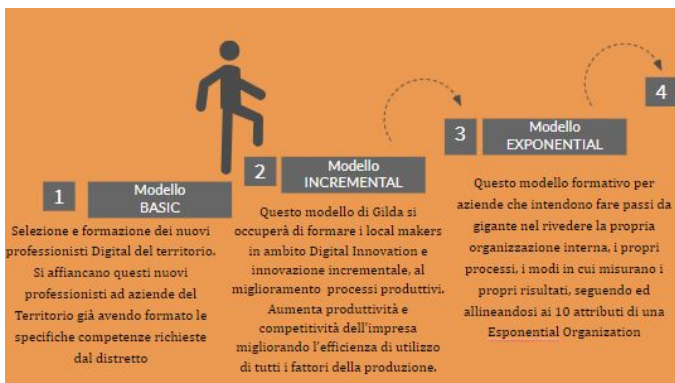 1
Modello
BASIC
Selezione e formazione dei nuovi
professionisti Digital del territorio.
Si affiancano questi nuovi
professionisti ad aziende del
Territorio già avendo formato le
specifiche competenze richieste
dal distretto
2
Modello
INCREMENTAL
Questo modello di Gilda si
occuperà di formare i local makers
in ambito Digital Innovation e
innovazione incrementale, al
miglioramento processi produttivi.
Aumenta produttività e
competitività dell'impresa
migliorando l'efficienza di utilizzo
di tutti i fattori della produzione.
3
Modello
EXPONENTIAL
Questo modello formativo per
aziende che intendono fare passi da
gigante nel rivedere la propria
organizzazione interna, i propri
processi, i modi in cui misurano i
propri risultati, seguendo ed
allineandosi ai 10 attributi di una
Esponential Organization
4